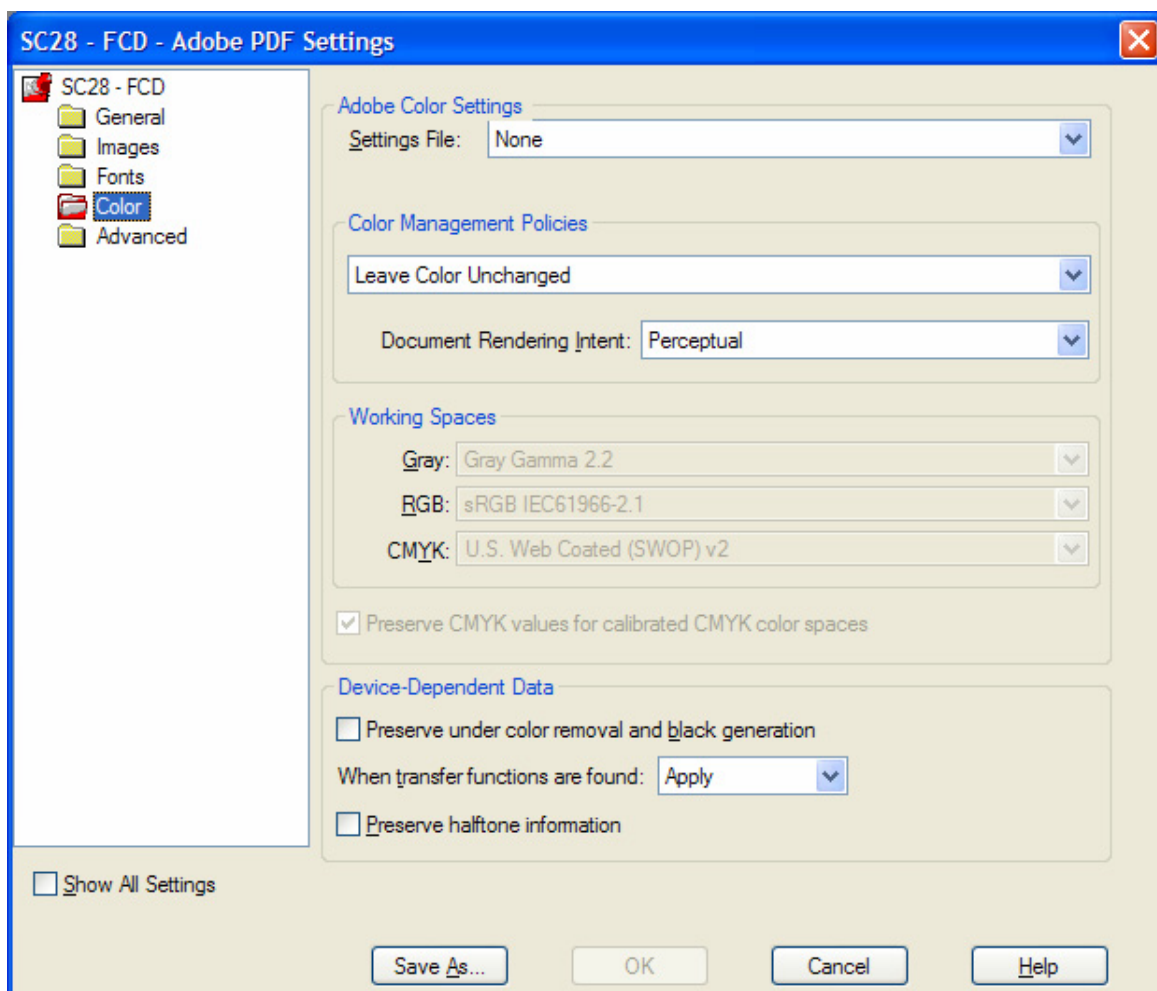 SC28 - FCD - Adobe PDF Settings
SC28 - FCD
General
Images
Fonts
Color
Advanced
Show All Settings
Adobe Color Settings
Settings File: None
Color Management Policies
Leave Color Unchanged
Document Rendering Intent: Perceptual
Working Spaces
Gray: Gray Gamma 2.2
RGB: sRGB IEC61966-2.1
CMYK: U.S. Web Coated (SWOP) v2
Preserve CMYK values for calibrated CMYK color spaces
Device-Dependent Data
Preserve under color removal and black generation
When transfer functions are found: Apply
Preserve halftone information
Save As... OK Cancel Help